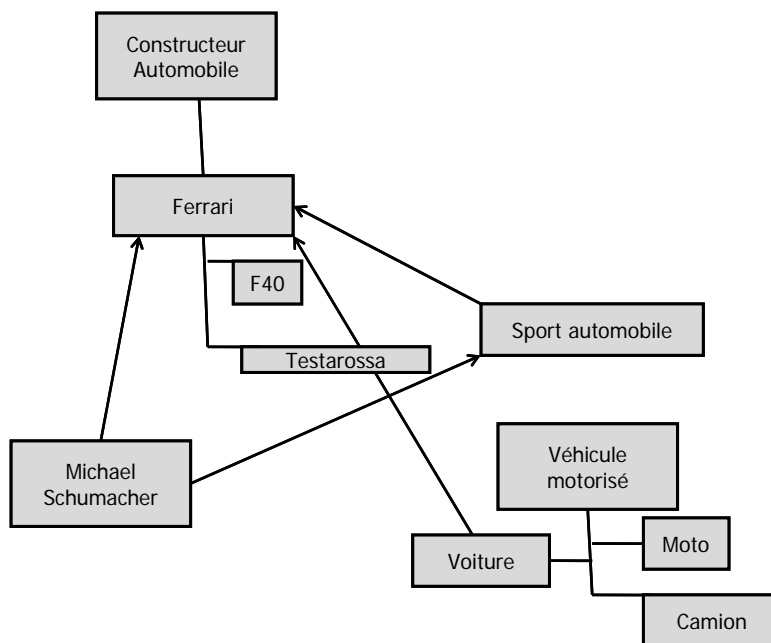 Constructeur
Automobile
Ferrari
F40
Sport automobile
Testarossa
Michael
Schumacher
Véhicule
motorisé
Moto
Voiture
Camion